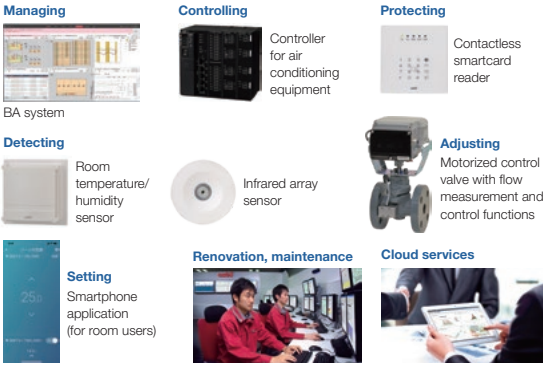 Managing
BA system
Controlling
Controller
for air
conditioning
equipment
Protecting
Contactless
smartcard
reader
Detecting
Room
temperature/
humidity
sensor
Infrared array
sensor
Adjusting
Motorized control
valve with flow
measurement and
control functions
Setting
Smartphone
application
(for room users)
25.0
Renovation, maintenance
Cloud services